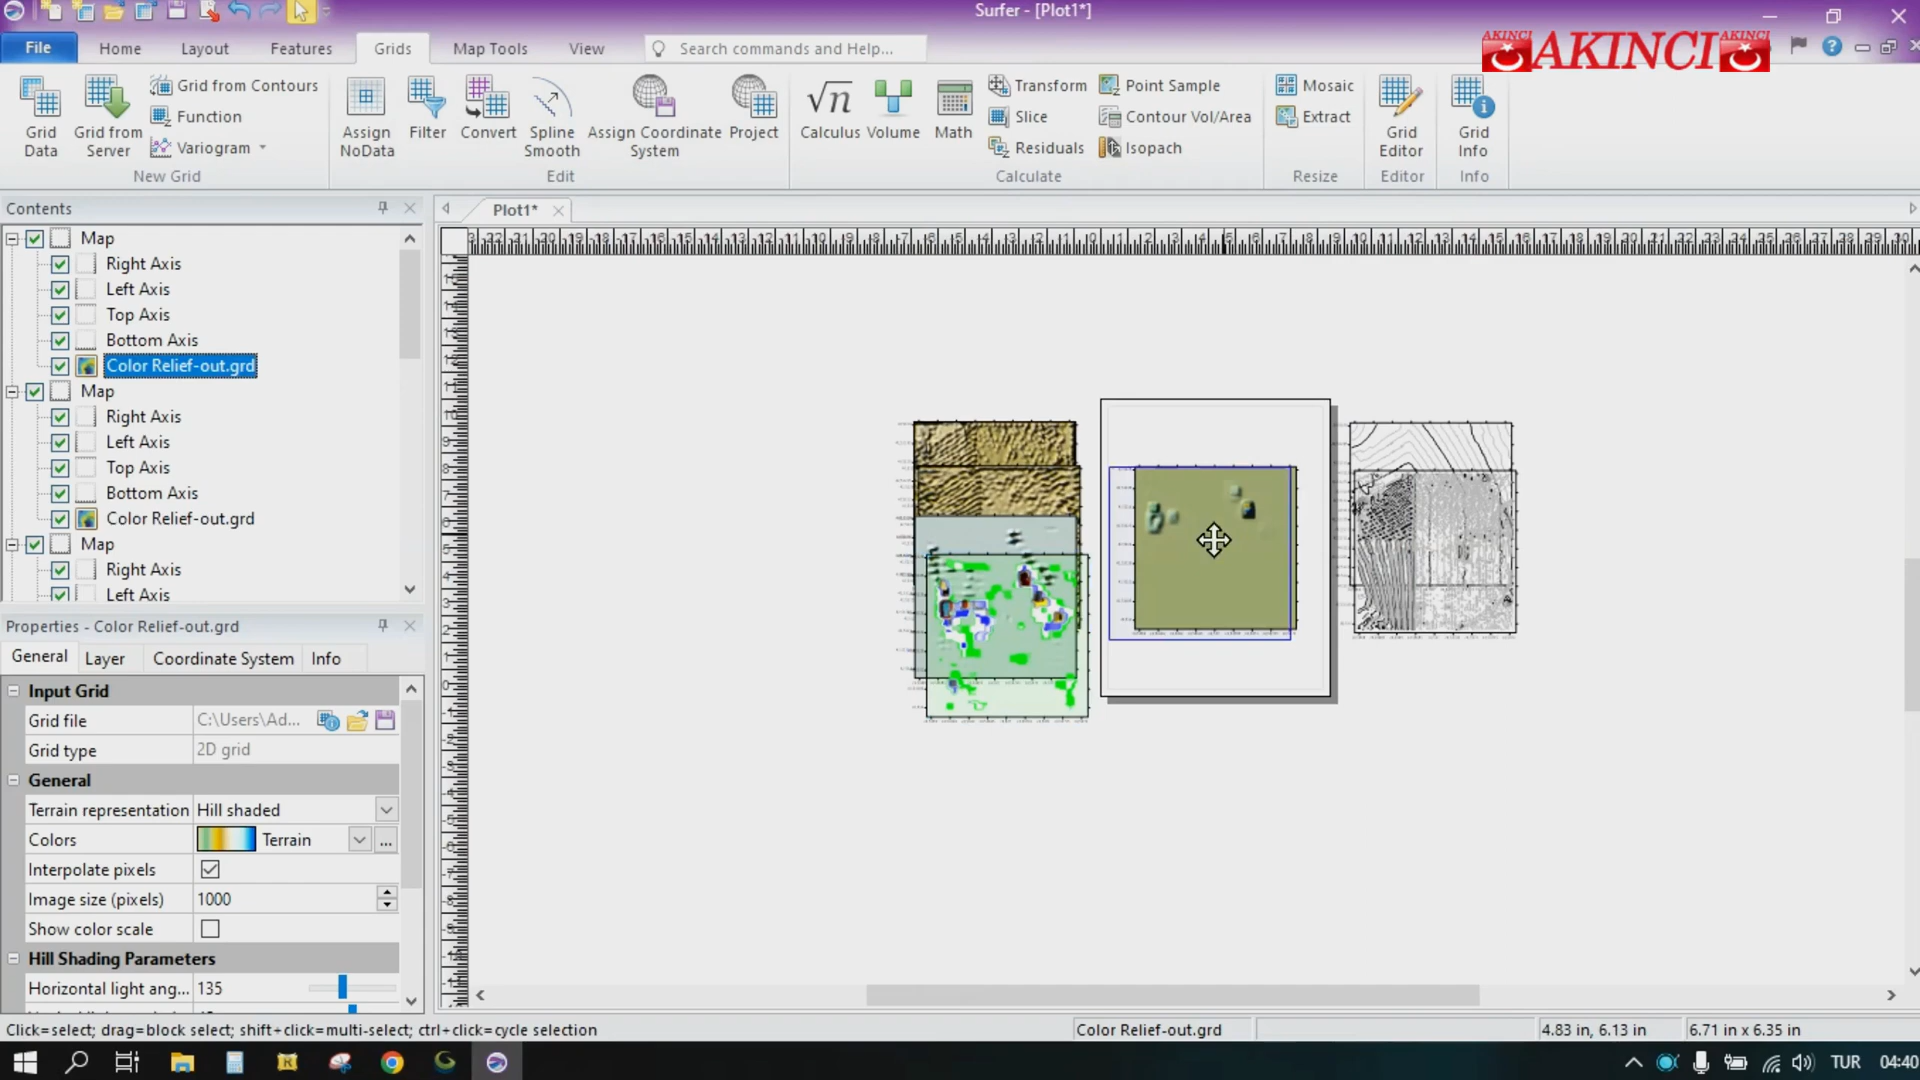 Surfer - [Plot1*]
AKINCI AKINCI AKINCI
File Home Layout Features Grids Map Tools View Search commands and Help...
Grid Data
Grid from Server
Grid from Contours
Function
Variogram
New Grid
Assign NoData
Filter
Convert
Spline Smooth
Assign Coordinate System
Project
Edit
Calculus
Volume
Math
Transform
Slice
Residuals
Point Sample
Contour Vol/Area
Isopach
Calculate
Mosaic
Extract
Resize
Grid Editor
Editor
Grid Info
Info
Contents
Plot1*
Map
Right Axis
Left Axis
Top Axis
Bottom Axis
Color Relief-out.grd
Map
Right Axis
Left Axis
Top Axis
Bottom Axis
Color Relief-out.grd
Map
Right Axis
Left Axis
Properties - Color Relief-out.grd
General Layer Coordinate System Info
Input Grid
Grid file C:\Users\Ad...
Grid type 2D grid
General
Terrain representation Hill shaded
Colors Terrain ...
Interpolate pixels
Image size (pixels) 1000
Show color scale
Hill Shading Parameters
Horizontal light ang... 135
Click=select; drag=block select; shift+click=multi-select; ctrl+click=cycle selection
Color Relief-out.grd
4.83 in, 6.13 in
6.71 in x 6.35 in
TUR 04:40